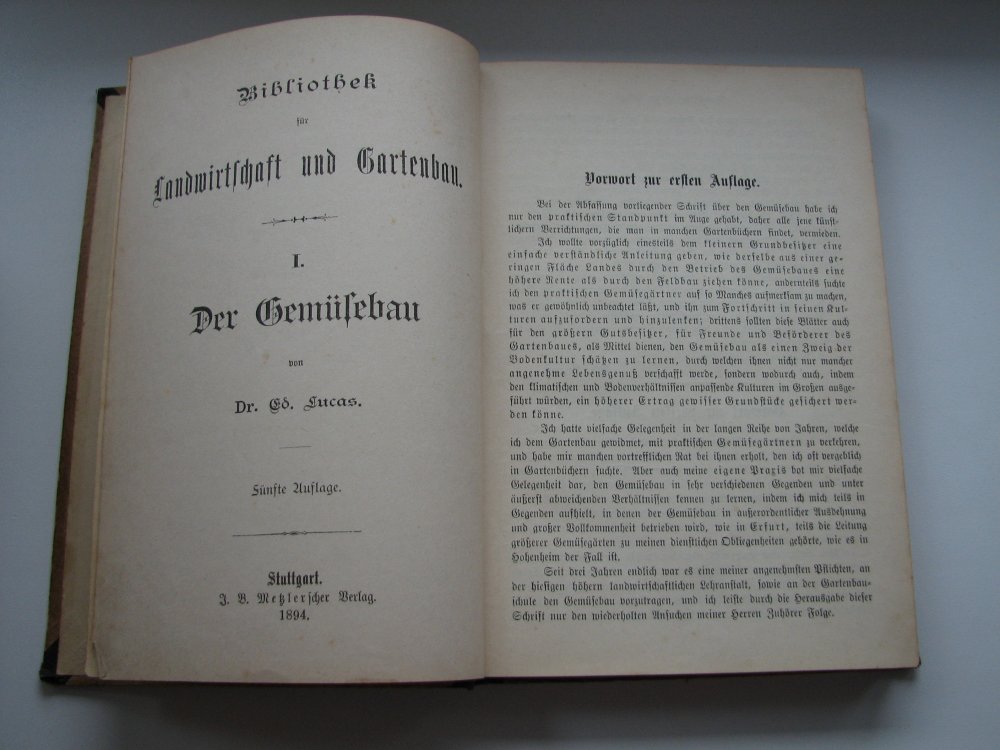 Bibliothek
für
Landwirtschaft und Gartenbau.
I.
Der Gemüsebau
von
Dr. Ed. Lucas.
Fünfte Auflage.
Stuttgart.
J. B. Metzlerscher Verlag.
1894.
Vorwort zur ersten Auflage.
Bei der Abfassung vorliegender Schrift über den Gemüsebau habe ich
nur den praktischen Standpunkt im Auge gehabt, daher alle jene künst-
lichern Verrichtungen, die man in manchen Gartenbüchern findet, vermieden.
Ich wollte vorzüglich einesteils dem kleinern Grundbesitzer eine
einfache verständliche Anleitung geben, wie derselbe aus einer ge-
ringen Fläche Landes durch den Betrieb des Gemüsebaues eine
höhere Rente als durch den Feldbau ziehen könne, andernteils suchte
ich den praktischen Gemüsegärtner auf so Manches aufmerksam zu machen,
was er gewöhnlich unbeachtet läßt, und ihn zum Fortschritt in seinen Kul-
turen aufzufordern und hinzulenken; drittens sollten diese Blätter auch
für den größern Gutsbesitzer, für Freunde und Beförderer des
Gartenbaues, als Mittel dienen, den Gemüsebau als einen Zweig der
Bodenkultur schätzen zu lernen, durch welchen ihnen nicht nur mancher
angenehme Lebensgenuß verschafft werde, sondern wodurch auch, indem
den klimatischen und Bodenverhältnissen anpassende Kulturen im Großen ausge-
führt würden, ein höherer Ertrag gewisser Grundstücke gesichert wer-
den könne.
Ich hatte vielfache Gelegenheit in der langen Reihe von Jahren, welche
ich dem Gartenbau gewidmet, mit praktischen Gemüsegärtnern zu verkehren,
und habe mir manchen vortrefflichen Rat bei ihnen erholt, den ich oft vergeblich
in Gartenbüchern suchte. Aber auch meine eigene Praxis bot mir vielfache
Gelegenheit dar, den Gemüsebau in sehr verschiedenen Gegenden und unter
äußerst abweichenden Verhältnissen kennen zu lernen, indem ich mich teils in
Gegenden aufhielt, in denen der Gemüsebau in außerordentlicher Ausdehnung
und großer Vollkommenheit betrieben wird, wie in Erfurt, teils die Leitung
größerer Gemüsegärten zu meinen dienstlichen Obliegenheiten gehörte, wie es in
Hohenheim der Fall ist.
Seit drei Jahren endlich war es eine meiner angenehmsten Pflichten, an
der hiesigen höhern landwirtschaftlichen Lehranstalt, sowie an der Gartenbau-
schule den Gemüsebau vorzutragen, und ich leiste durch die Herausgabe dieser
Schrift nur den wiederholten Ansuchen meiner Herren Zuhörer Folge.